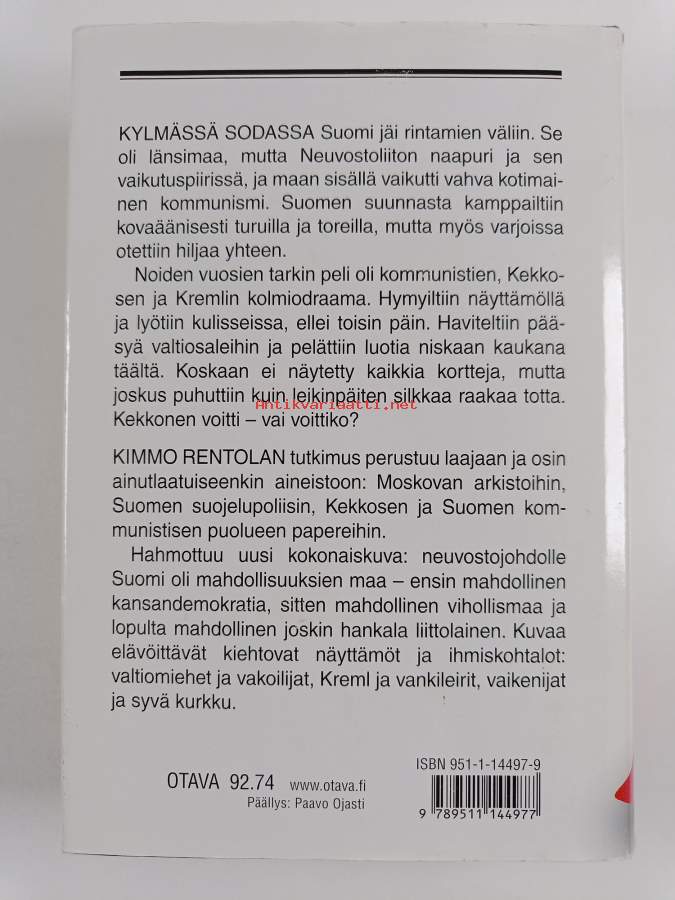 KYLMÄSSÄ SODASSA Suomi jäi rintamien väliin. Se
oli länsimaa, mutta Neuvostoliiton naapuri ja sen
vaikutuspiirissä, ja maan sisällä vaikutti vahva kotimai-
nen kommunismi. Suomen suunnasta kamppailtiin
kovaäänisesti turuilla ja toreilla, mutta myös varjoissa
otettiin hiljaa yhteen.
Noiden vuosien tarkin peli oli kommunistien, Kekko-
sen ja Kremlin kolmiodraama. Hymyiltiin näyttämöllä
ja lyötiin kulisseissa, ellei toisin päin. Haviteltiin pää-
syä valtiosaleihin ja pelättiin luotia niskaan kaukana
täältä. Koskaan ei näytetty kaikkia kortteja, mutta
joskus puhuttiin kuin leikinpäiten silkkaa raakaa totta.
Antikvariaatti.net
Kekkonen voitti – vai voittiko?
KIMMO RENTOLAN tutkimus perustuu laajaan ja osin
ainutlaatuiseenkin aineistoon: Moskovan arkistoihin,
Suomen suojelupoliisin, Kekkosen ja Suomen kom-
munistisen puolueen papereihin.
Hahmottuu uusi kokonaiskuva: neuvostojohdolle
Suomi oli mahdollisuuksien maa – ensin mahdollinen
kansandemokratia, sitten mahdollinen vihollismaa ja
lopulta mahdollinen joskin hankala liittolainen. Kuvaa
elävöittävät kiehtovat näyttämöt ja ihmiskohtalot:
valtiomiehet ja vakoilijat, Kreml ja vankileirit, vaikenijat
ja syvä kurkku.
ISBN 951-1-14497-9
OTAVA 92.74 www.otava.fi
Päällys: Paavo Ojasti
9 789511 144977